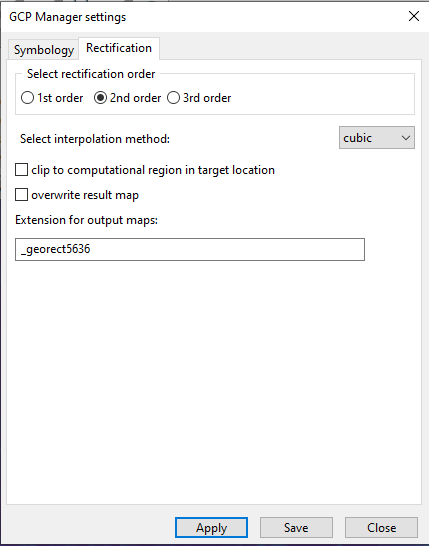 GCP Manager settings
Symbology Rectification
Select rectification order
1st order 2nd order 3rd order
Select interpolation method: cubic
clip to computational region in target location
overwrite result map
Extension for output maps:
_georect5636
Apply Save Close